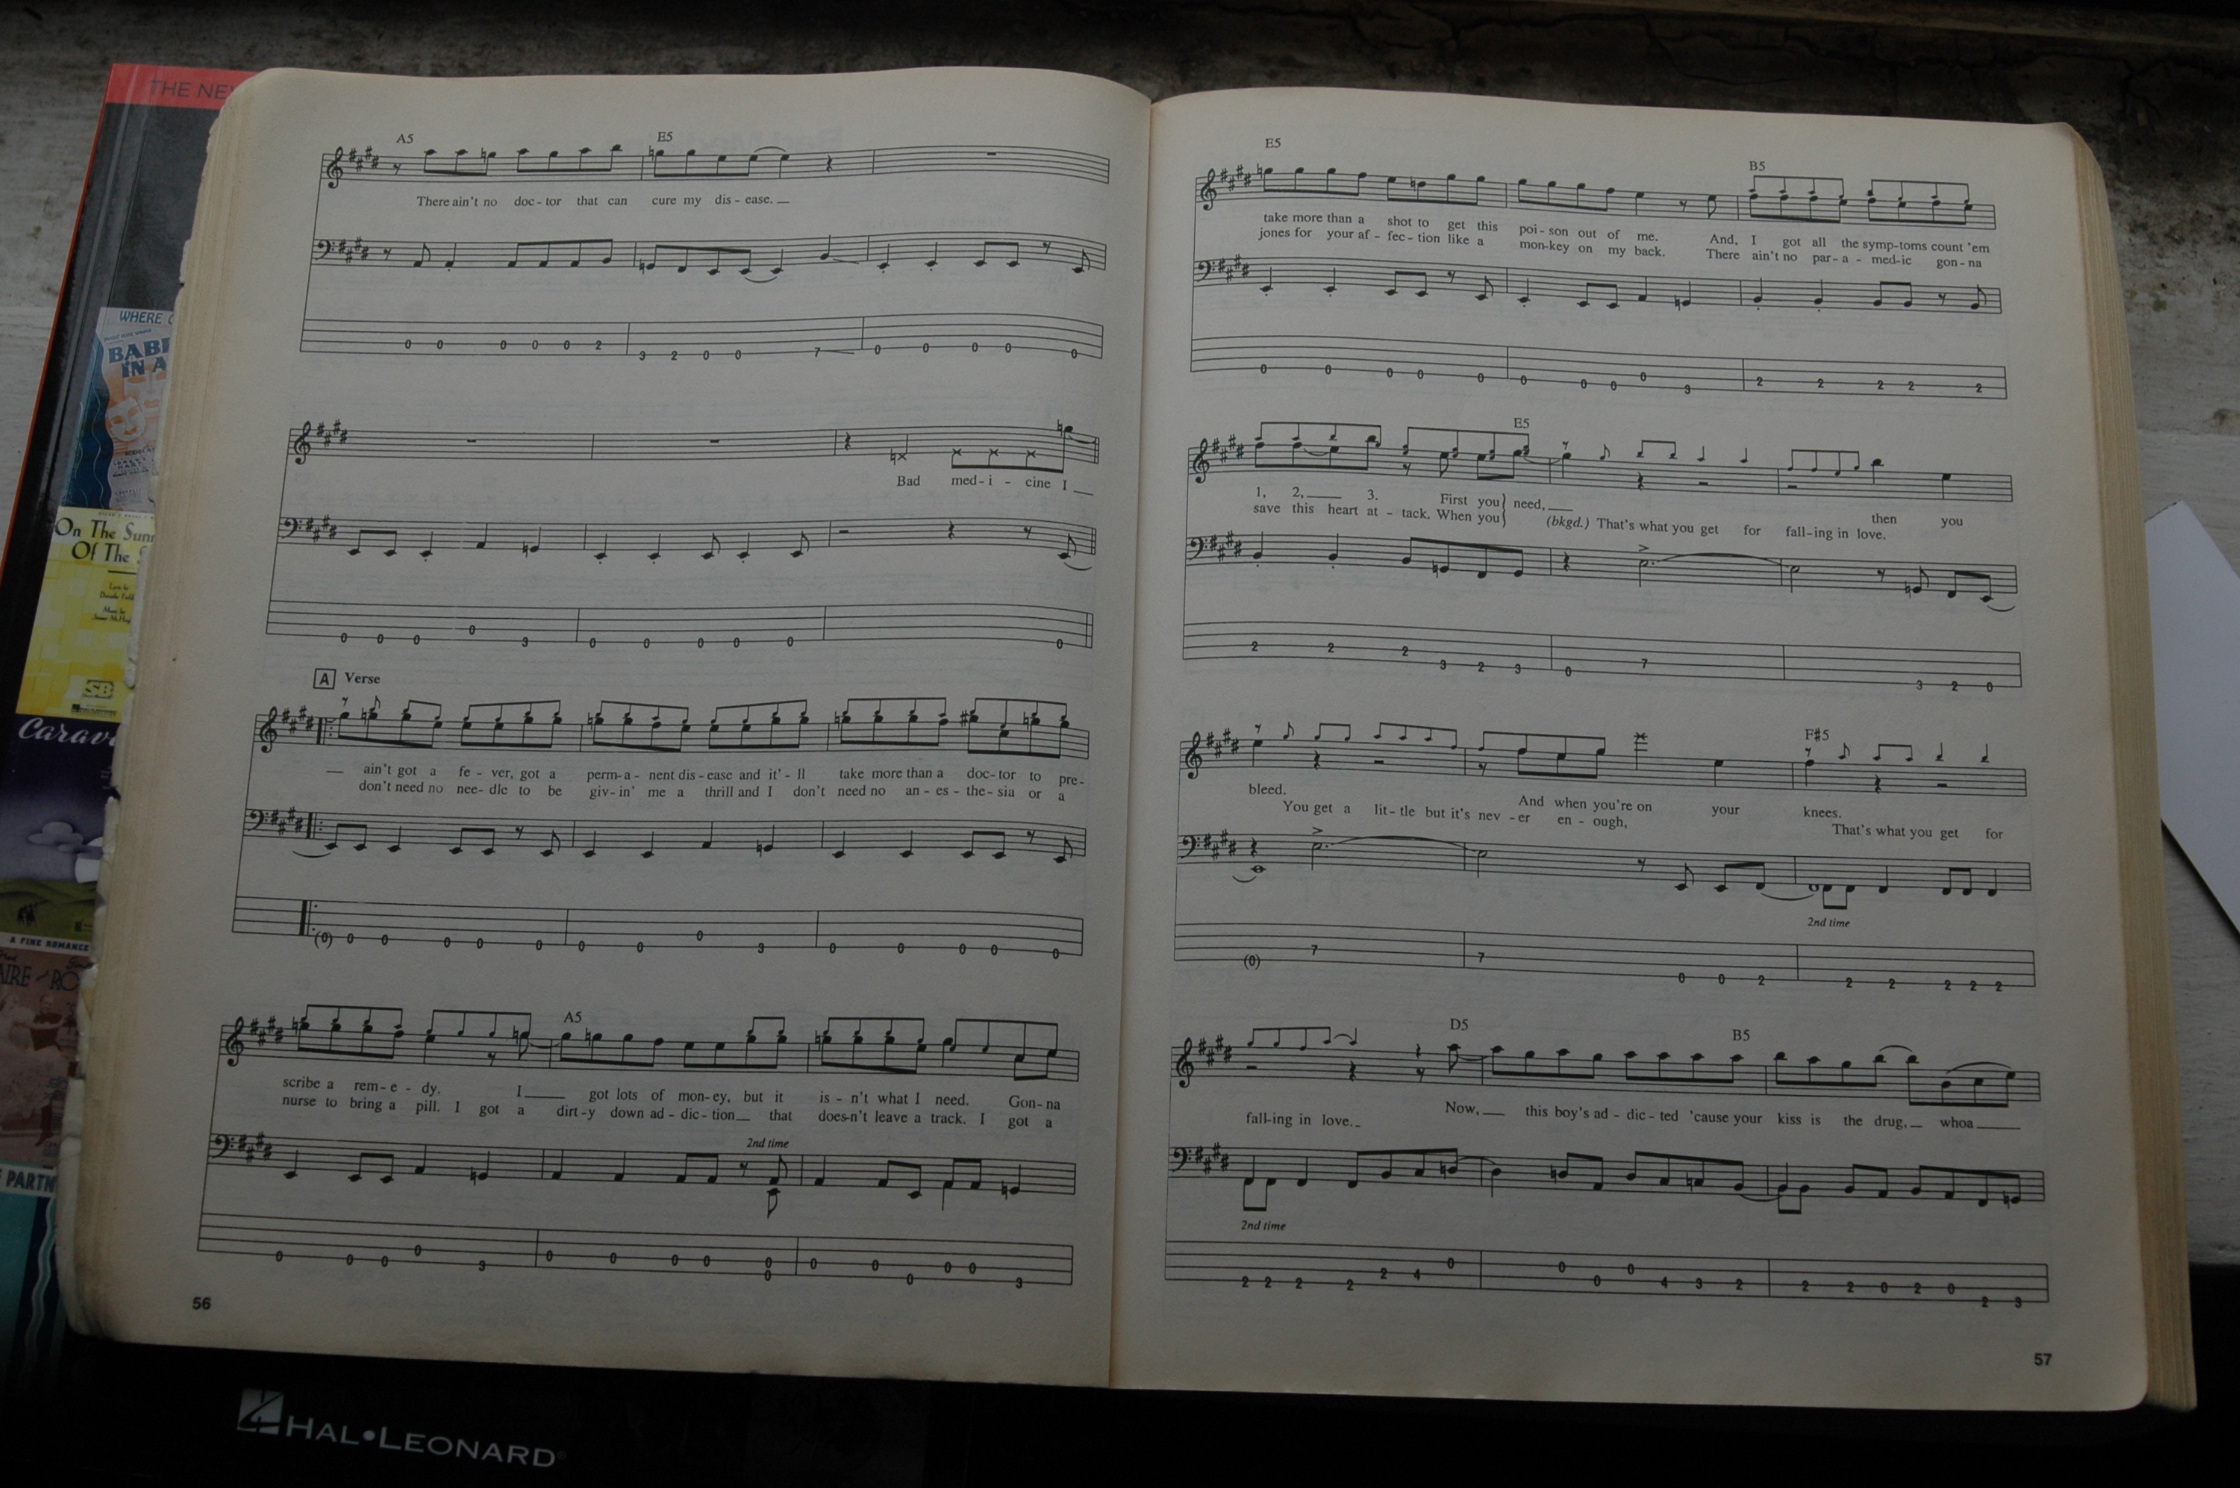 THE NE
WHERE
BAB
IN A
On The Sun
Of The
SB
Carav
A FINE ROMANCE
AIRE RO
PARTN
A5 E5
There ain't no doc - tor that can cure my dis - ease.
0 0 0 0 0 2 3 2 0 0 7 0 0 0 0 0
Bad med - i - cine I
0 0 0 0 3 0 0 0 0 0 0
A Verse
ain't got a fe - ver, got a perm - a - nent dis - ease and it' - ll take more than a doc - tor to pre -
don't need no nee - dle to be giv - in' me a thrill and I don't need no an - es - the - sia or a
(0) 0 0 0 0 0 0 0 0 3 0 0 0 0 0
A5
scribe a rem - e - dy. I got lots of mon - ey, but it is - n't what I need. Gon - na
nurse to bring a pill. I got a dirt - y down ad - dic - tion that does - n't leave a track. I got a
2nd time
0 0 0 0 3 0 0 0 0 0 0 0 0 0 0 3
0
56
HAL•LEONARD®
E5 B5
take more than a shot to get this poi - son out of me. And, I got all the symp - toms count 'em
jones for your af - fec - tion like a mon - key on my back. There ain't no par - a - med - ic gon - na
0 0 0 0 0 0 0 0 0 3 2 2 2 2 2
E5
1, 2, 3. First you need, then you
save this heart at - tack. When you (bkgd.) That's what you get for fall - ing in love.
2 2 2 3 2 3 0 7 3 2 0
F#5
bleed. And when you're on your knees.
You get a lit - tle but it's nev - er en - ough, That's what you get for
2nd time
(0) 7 7 0 0 2 2 2 2 2 2
D5 B5
fall - ing in love. Now, this boy's ad - dic - ted 'cause your kiss is the drug, whoa
2nd time
2 2 2 2 2 4 0 0 0 0 4 3 2 2 2 0 2 0 2 3
57